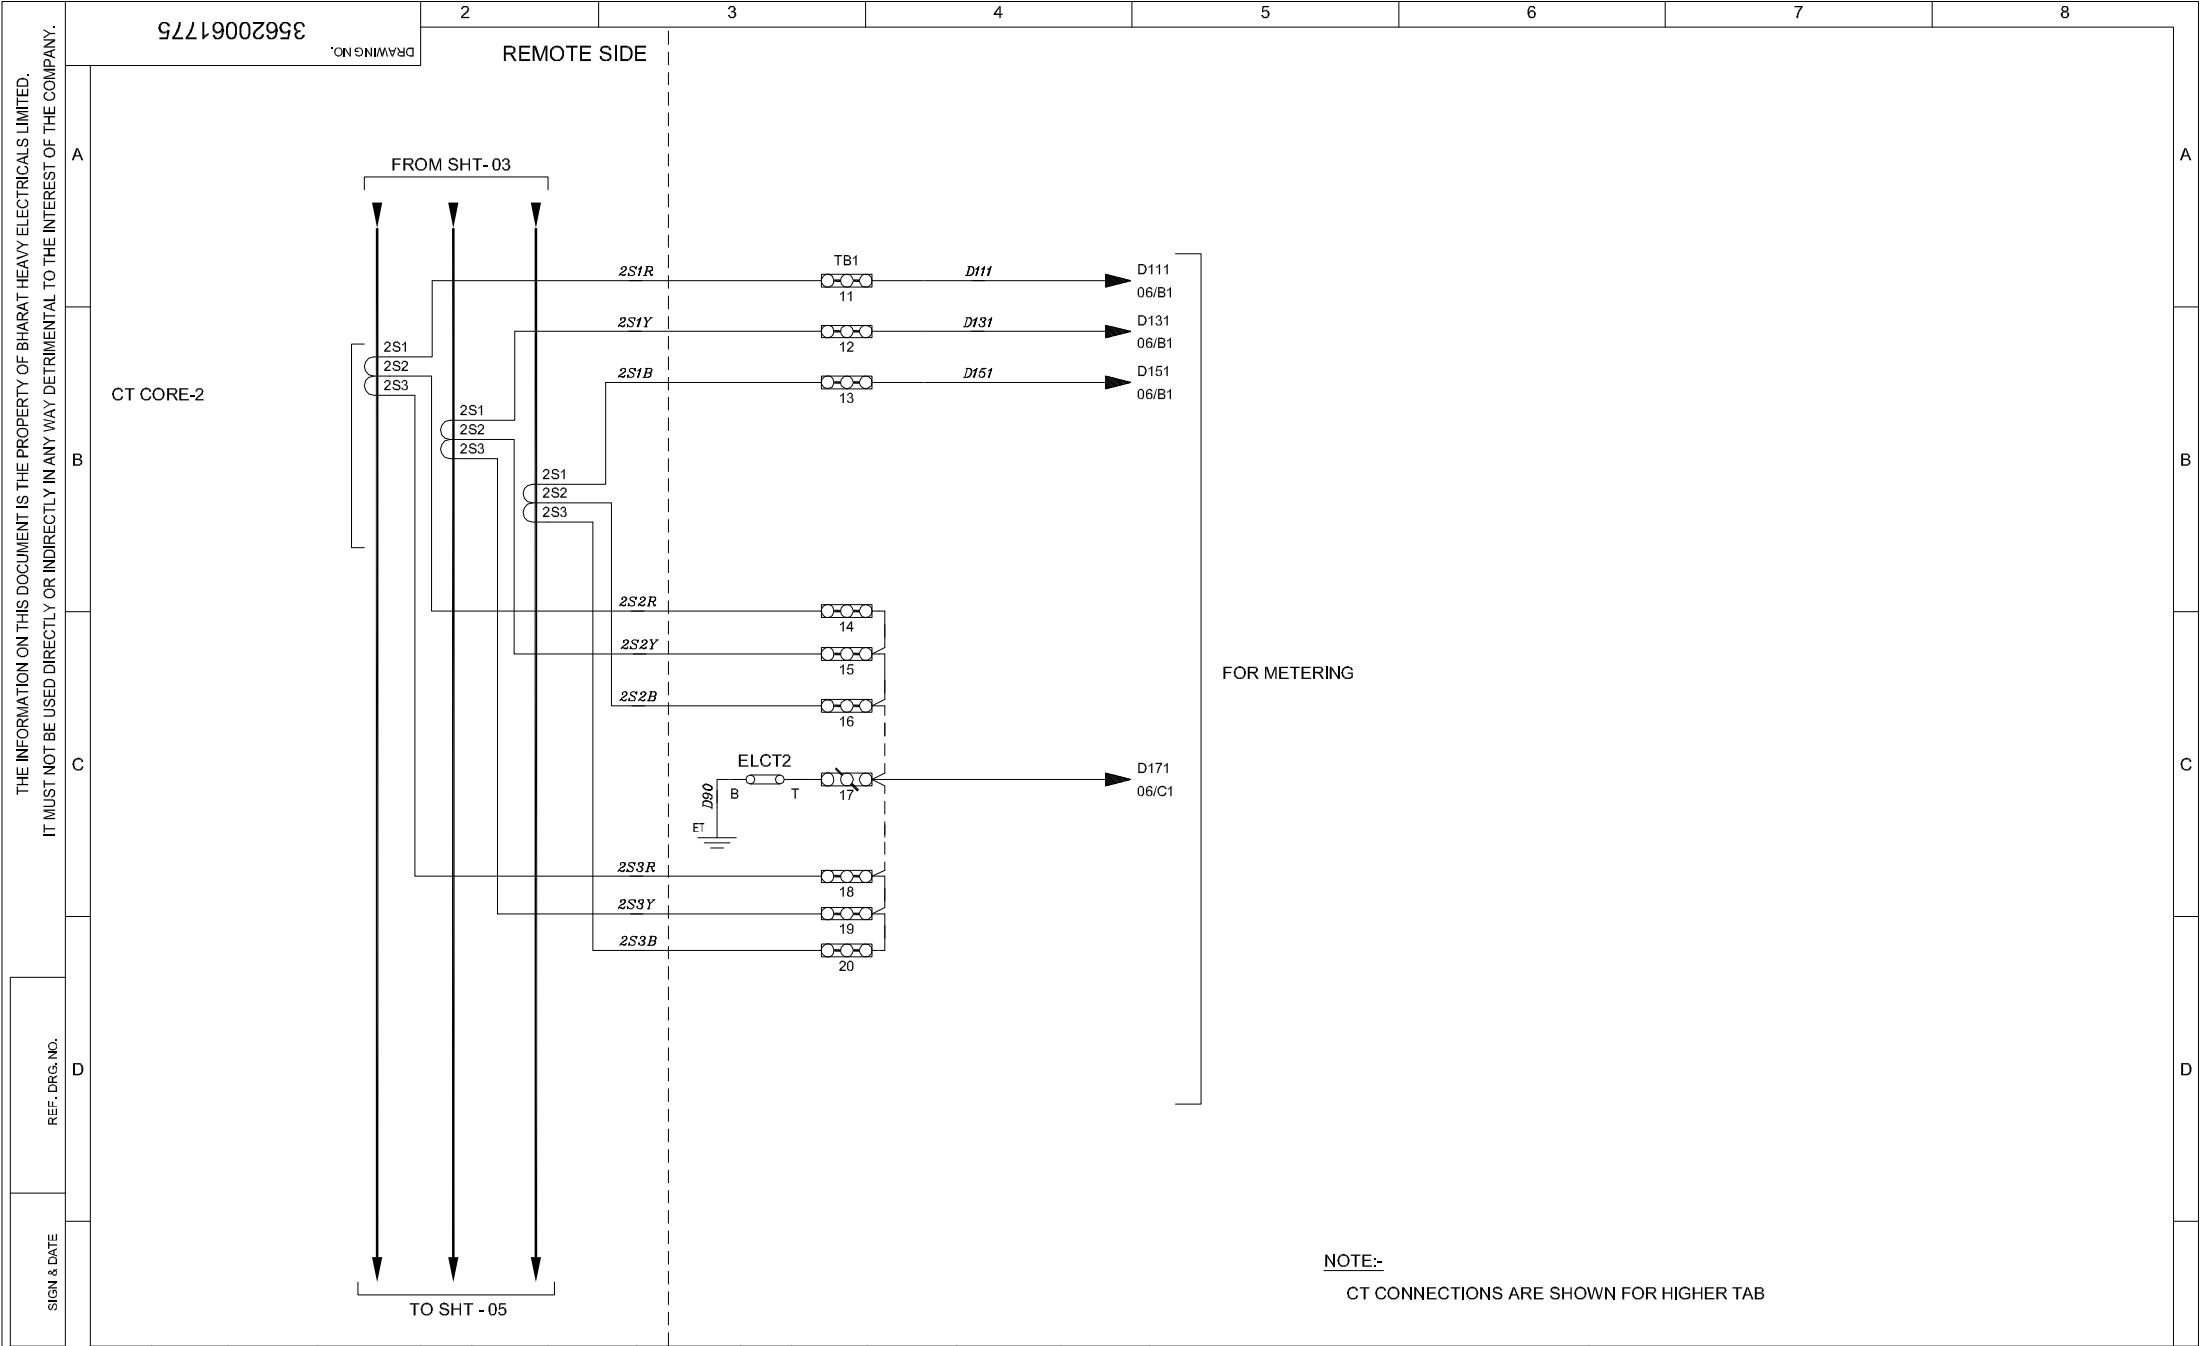 2 3 4 5 6 7 8
35620061775
DRAWING NO.
REMOTE SIDE
THE INFORMATION ON THIS DOCUMENT IS THE PROPERTY OF BHARAT HEAVY ELECTRICALS LIMITED.
IT MUST NOT BE USED DIRECTLY OR INDIRECTLY IN ANY WAY DETRIMENTAL TO THE INTEREST OF THE COMPANY.
A
A
FROM SHT- 03
TB1
2S1R
D111
D111
11
06/B1
2S1Y
D131
D131
12
06/B1
2S1B
D151
D151
13
06/B1
2S1
2S2
2S3
CT CORE-2
2S1
2S2
2S3
B
B
2S1
2S2
2S3
2S2R
14
2S2Y
15
FOR METERING
2S2B
16
C
C
ELCT2
D171
06/C1
B
T
17
D90
ET
2S3R
18
2S3Y
19
2S3B
20
REF. DRG. NO.
D
D
SIGN & DATE
NOTE:-
CT CONNECTIONS ARE SHOWN FOR HIGHER TAB
TO SHT - 05